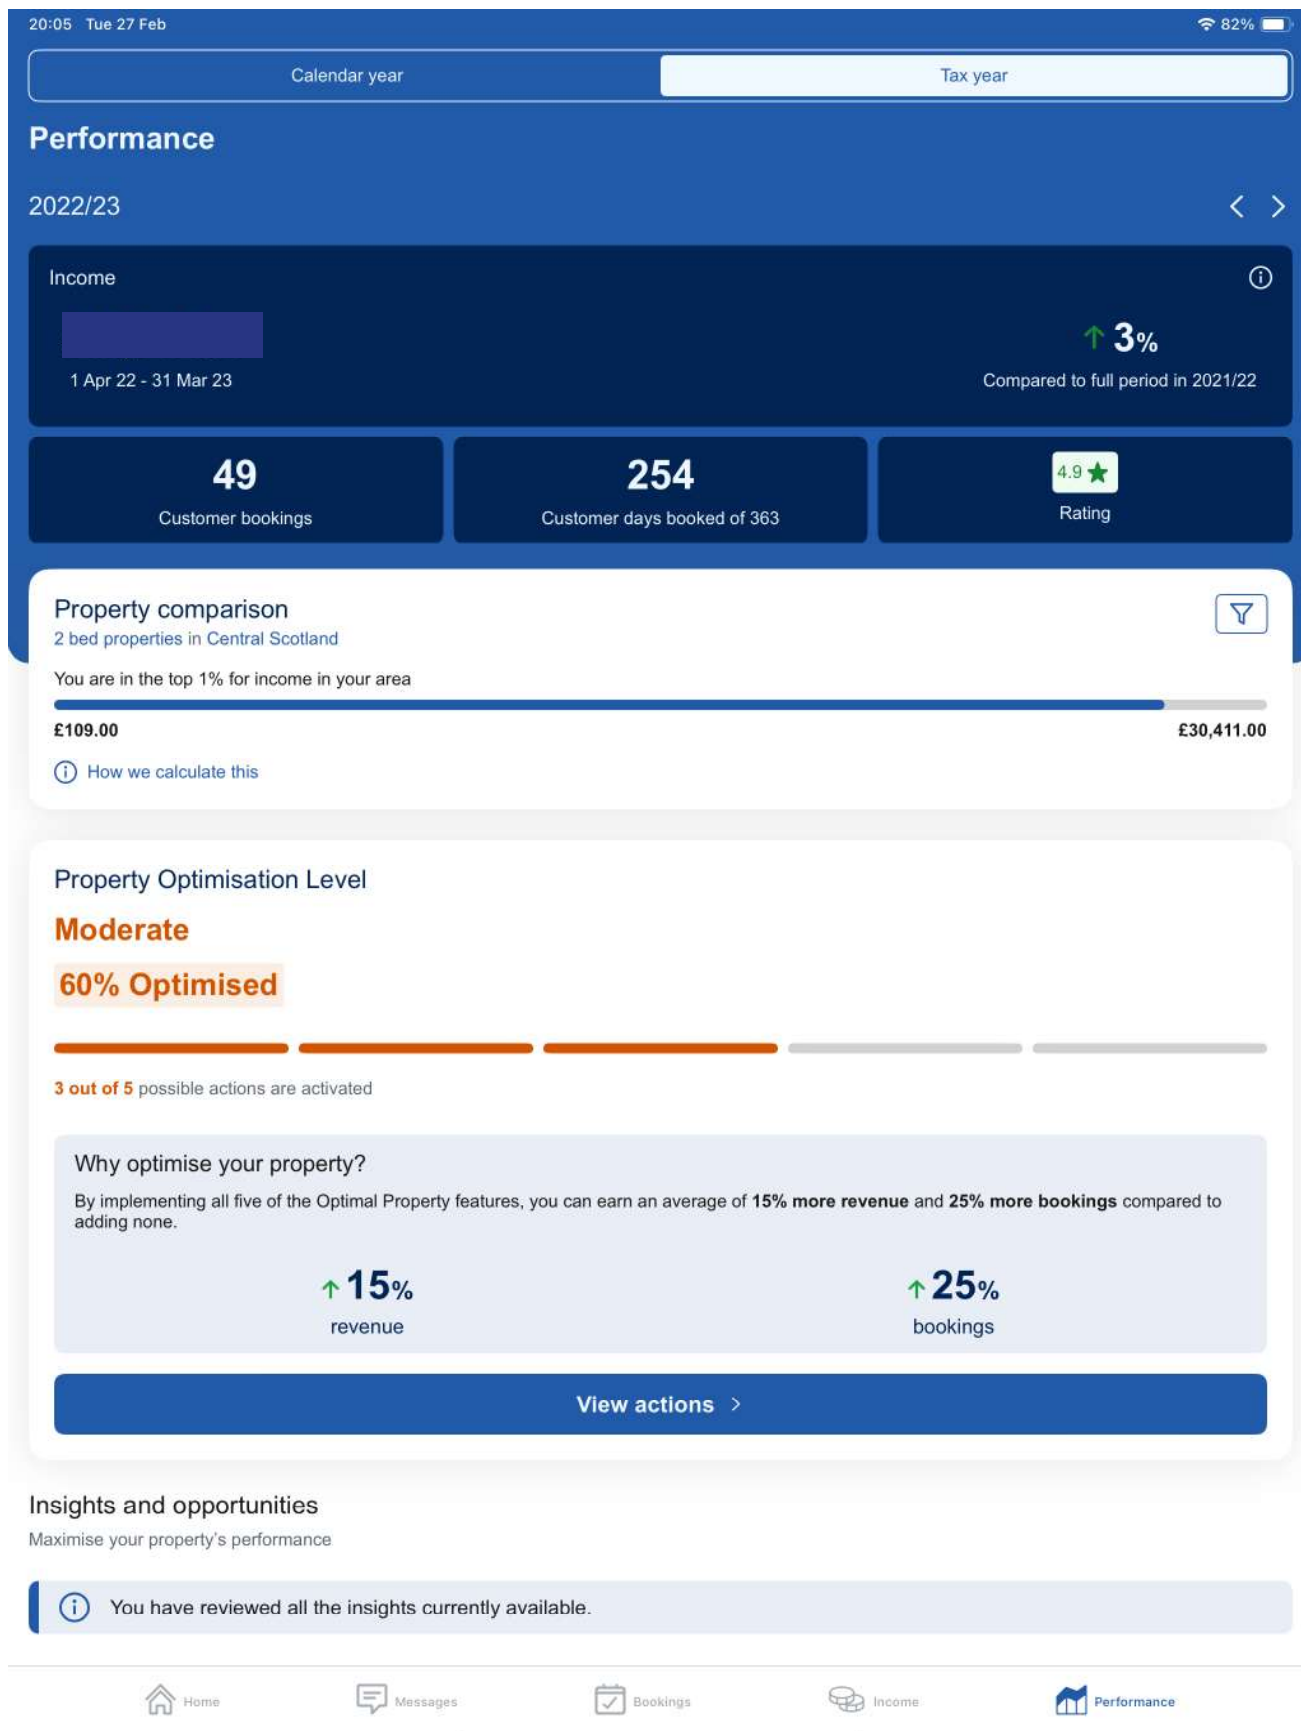 20:05 Tue 27 Feb
82%
Calendar year
Tax year
Performance
2022/23
Income
3%
1 Apr 22 - 31 Mar 23
Compared to full period in 2021/22
49
Customer bookings
254
Customer days booked of 363
4.9
Rating
Property comparison
2 bed properties in Central Scotland
You are in the top 1% for income in your area
£109.00
£30,411.00
How we calculate this
Property Optimisation Level
Moderate
60% Optimised
3 out of 5 possible actions are activated
Why optimise your property?
By implementing all five of the Optimal Property features, you can earn an average of 15% more revenue and 25% more bookings compared to
adding none.
15%
revenue
25%
bookings
View actions
Insights and opportunities
Maximise your property's performance
You have reviewed all the insights currently available.
Home
Messages
Bookings
Income
Performance